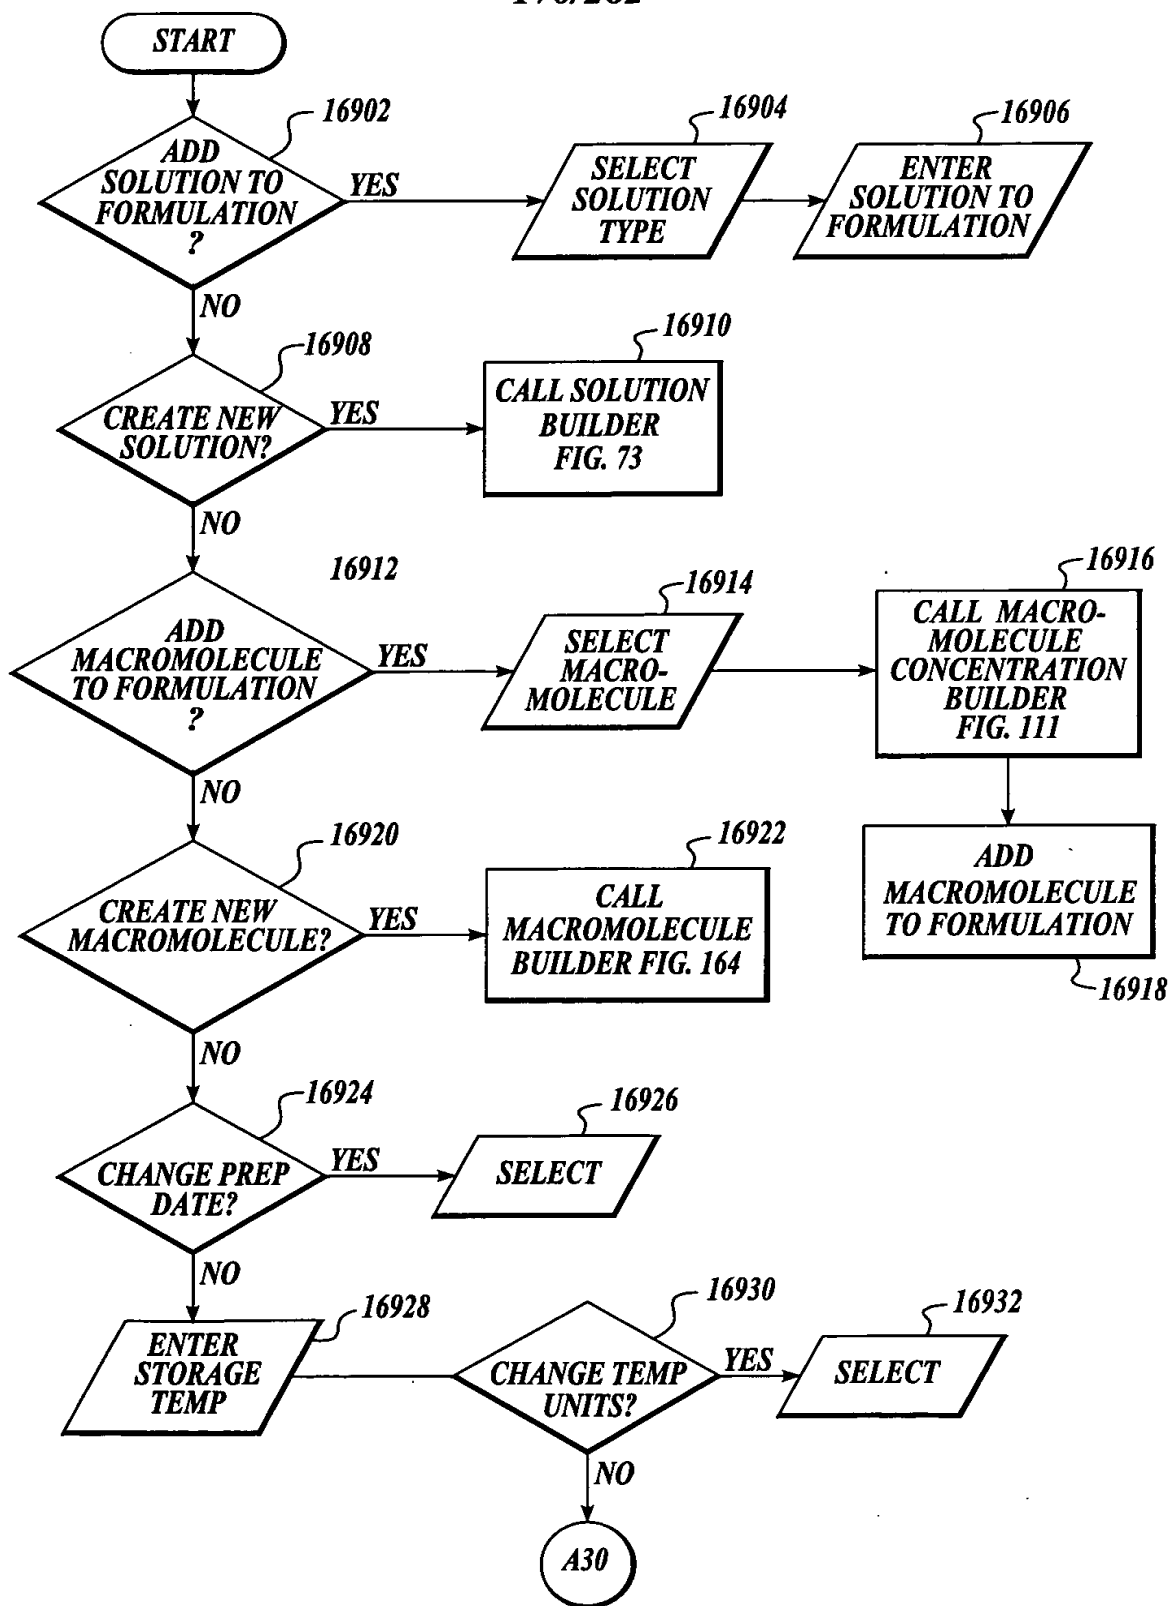 START
16902
ADD
SOLUTION TO
FORMULATION
?
YES
16904
SELECT
SOLUTION
TYPE
16906
ENTER
SOLUTION TO
FORMULATION
NO
16908
CREATE NEW
SOLUTION?
YES
16910
CALL SOLUTION
BUILDER
FIG. 73
NO
16912
ADD
MACROMOLECULE
TO FORMULATION
?
YES
16914
SELECT
MACRO-
MOLECULE
16916
CALL MACRO-
MOLECULE
CONCENTRATION
BUILDER
FIG. 111
ADD
MACROMOLECULE
TO FORMULATION
16918
NO
16920
CREATE NEW
MACROMOLECULE?
YES
16922
CALL
MACROMOLECULE
BUILDER FIG. 164
NO
16924
CHANGE PREP
DATE?
YES
16926
SELECT
NO
16928
ENTER
STORAGE
TEMP
16930
CHANGE TEMP
UNITS?
YES
16932
SELECT
NO
A30